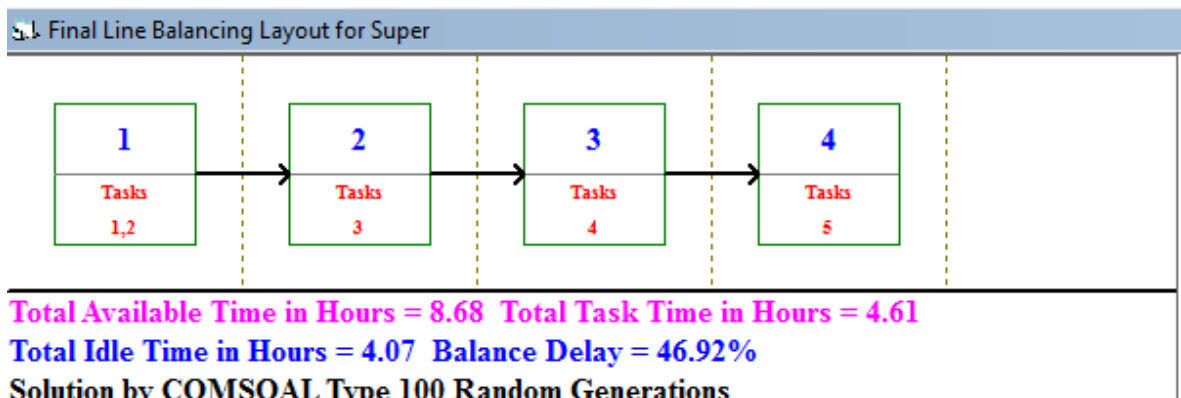 Final Line Balancing Layout for Super
1 2 3 4
Tasks Tasks Tasks Tasks
1,2 3 4 5
Total Available Time in Hours = 8.68 Total Task Time in Hours = 4.61
Total Idle Time in Hours = 4.07 Balance Delay = 46.92%
Solution by COMSOAL Type 100 Random Generations